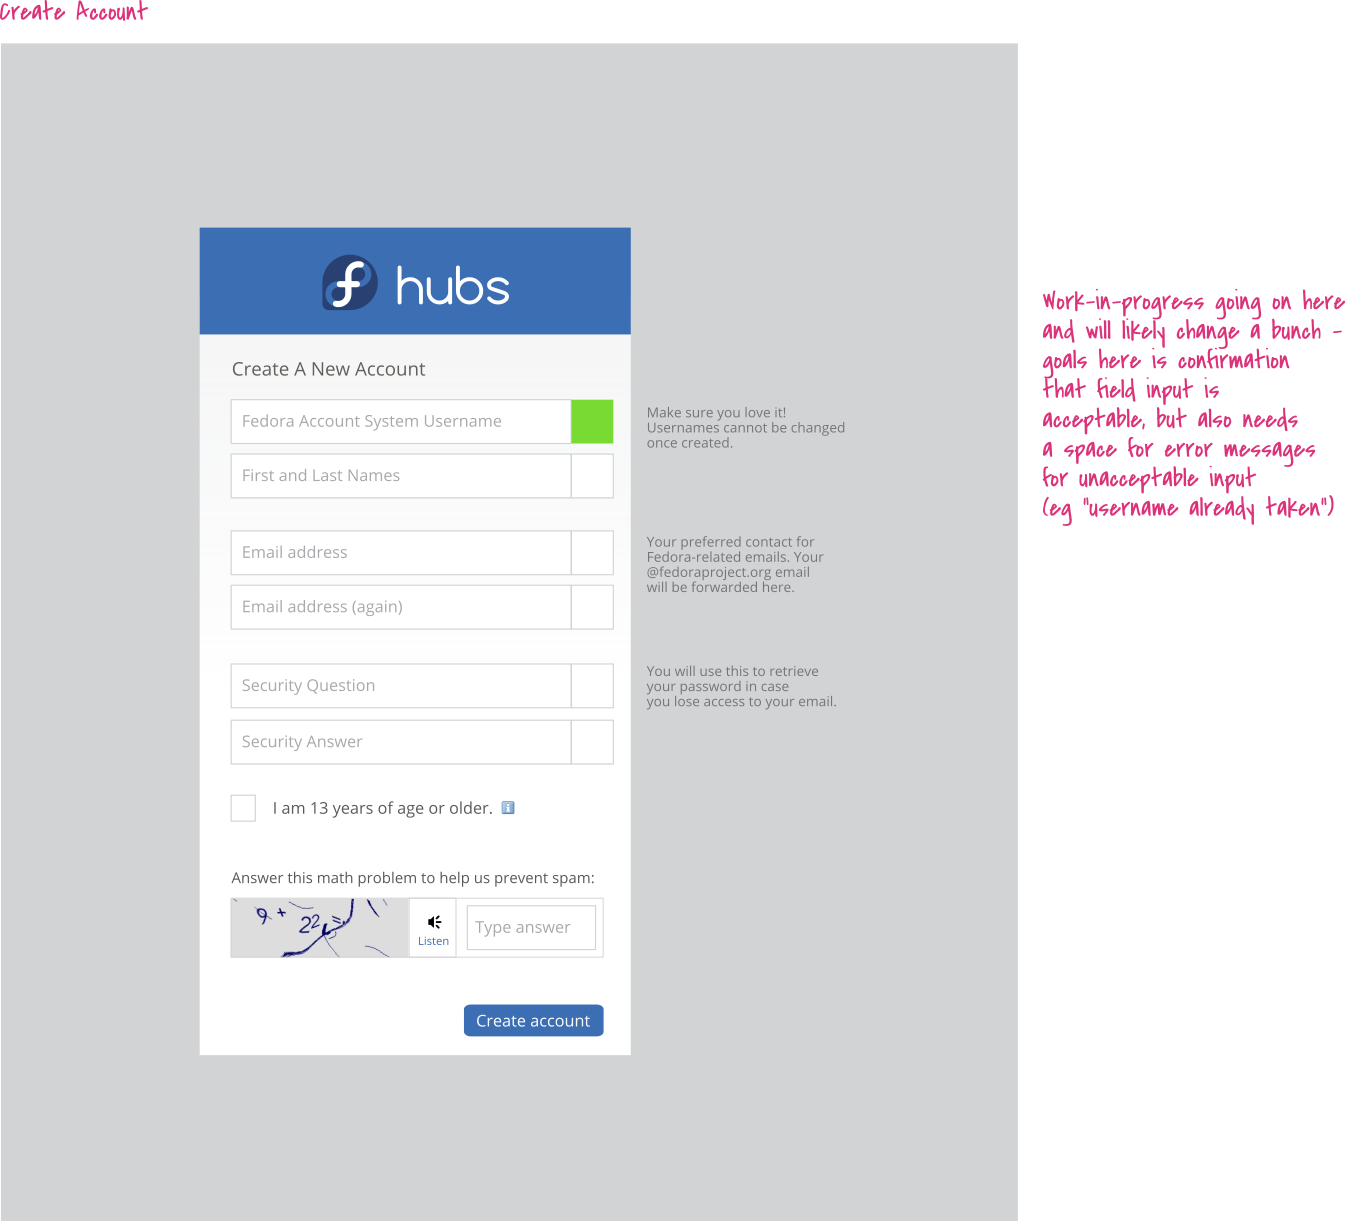 Create Account
hubs
Create A New Account
Fedora Account System Username
Make sure you love it!
Usernames cannot be changed
once created.
First and Last Names
Email address
Your preferred contact for
Fedora-related emails. Your
@fedoraproject.org email
will be forwarded here.
Email address (again)
Security Question
You will use this to retrieve
your password in case
you lose access to your email.
Security Answer
I am 13 years of age or older.
Answer this math problem to help us prevent spam:
9 + 22 =
Listen
Type answer
Create account
Work-in-progress going on here
and will likely change a bunch -
goals here is confirmation
that field input is
acceptable, but also needs
a space for error messages
for unacceptable input
(eg "username already taken")